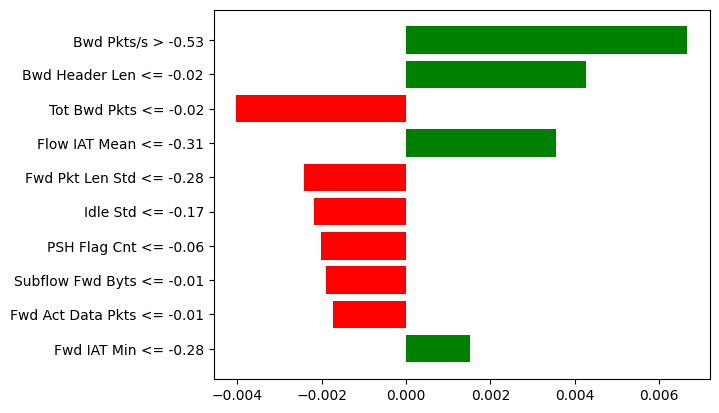 Bwd Pkts/s > -0.53
Bwd Header Len <= -0.02
Tot Bwd Pkts <= -0.02
Flow IAT Mean <= -0.31
Fwd Pkt Len Std <= -0.28
Idle Std <= -0.17
PSH Flag Cnt <= -0.06
Subflow Fwd Byts <= -0.01
Fwd Act Data Pkts <= -0.01
Fwd IAT Min <= -0.28
−0.004 −0.002 0.000 0.002 0.004 0.006